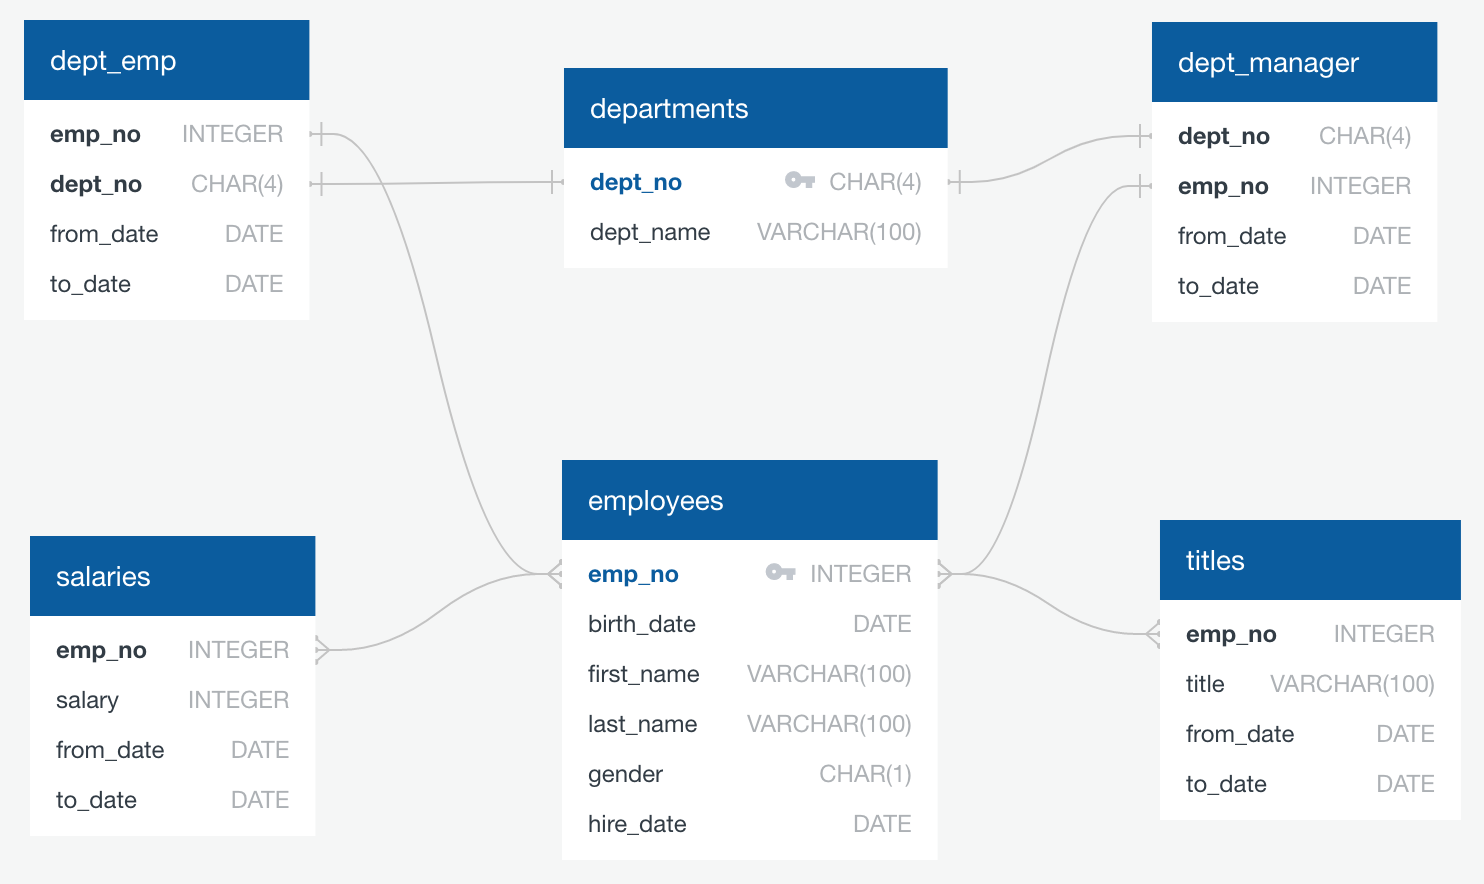 dept_emp
emp_no INTEGER
dept_no CHAR(4)
from_date DATE
to_date DATE
departments
dept_no CHAR(4)
dept_name VARCHAR(100)
dept_manager
dept_no CHAR(4)
emp_no INTEGER
from_date DATE
to_date DATE
salaries
emp_no INTEGER
salary INTEGER
from_date DATE
to_date DATE
employees
emp_no INTEGER
birth_date DATE
first_name VARCHAR(100)
last_name VARCHAR(100)
gender CHAR(1)
hire_date DATE
titles
emp_no INTEGER
title VARCHAR(100)
from_date DATE
to_date DATE